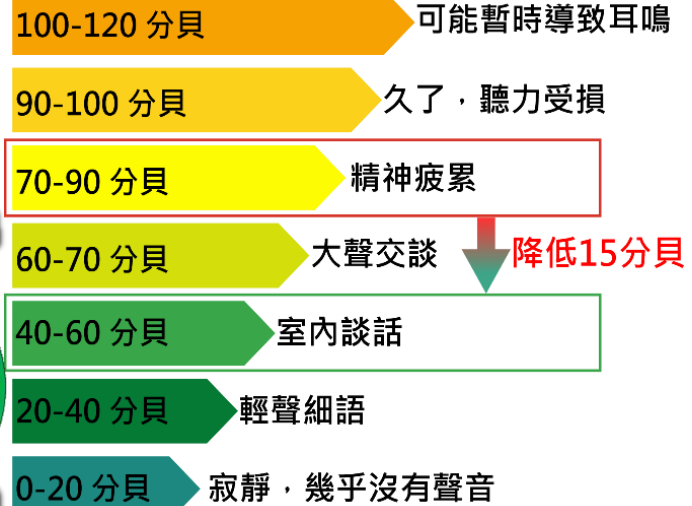 100-120 分貝 可能暫時導致耳鳴
90-100 分貝 久了，聽力受損
70-90 分貝 精神疲累
60-70 分貝 大聲交談 降低15分貝
40-60 分貝 室內談話
20-40 分貝 輕聲細語
0-20 分貝 寂靜，幾乎沒有聲音